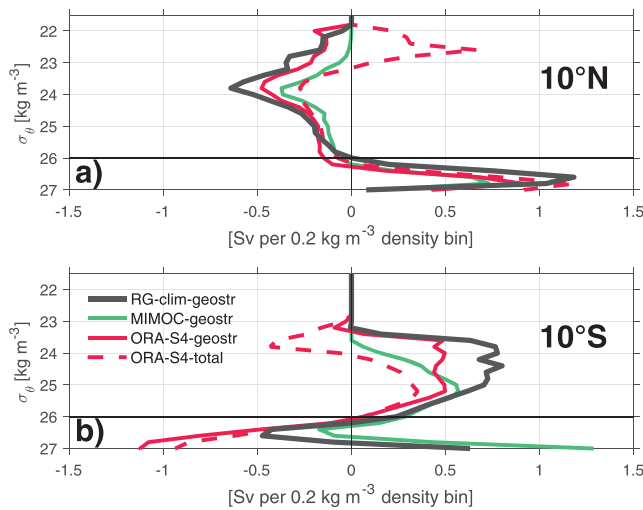 22
23
24
25
26
27
σθ [kg m-3]
10°N
a)
-1.5 -1 -0.5 0 0.5 1 1.5
[Sv per 0.2 kg m-3 density bin]
22
23
24
25
26
27
σθ [kg m-3]
RG-clim-geostr
MIMOC-geostr
ORA-S4-geostr
ORA-S4-total
10°S
b)
-1.5 -1 -0.5 0 0.5 1 1.5
[Sv per 0.2 kg m-3 density bin]